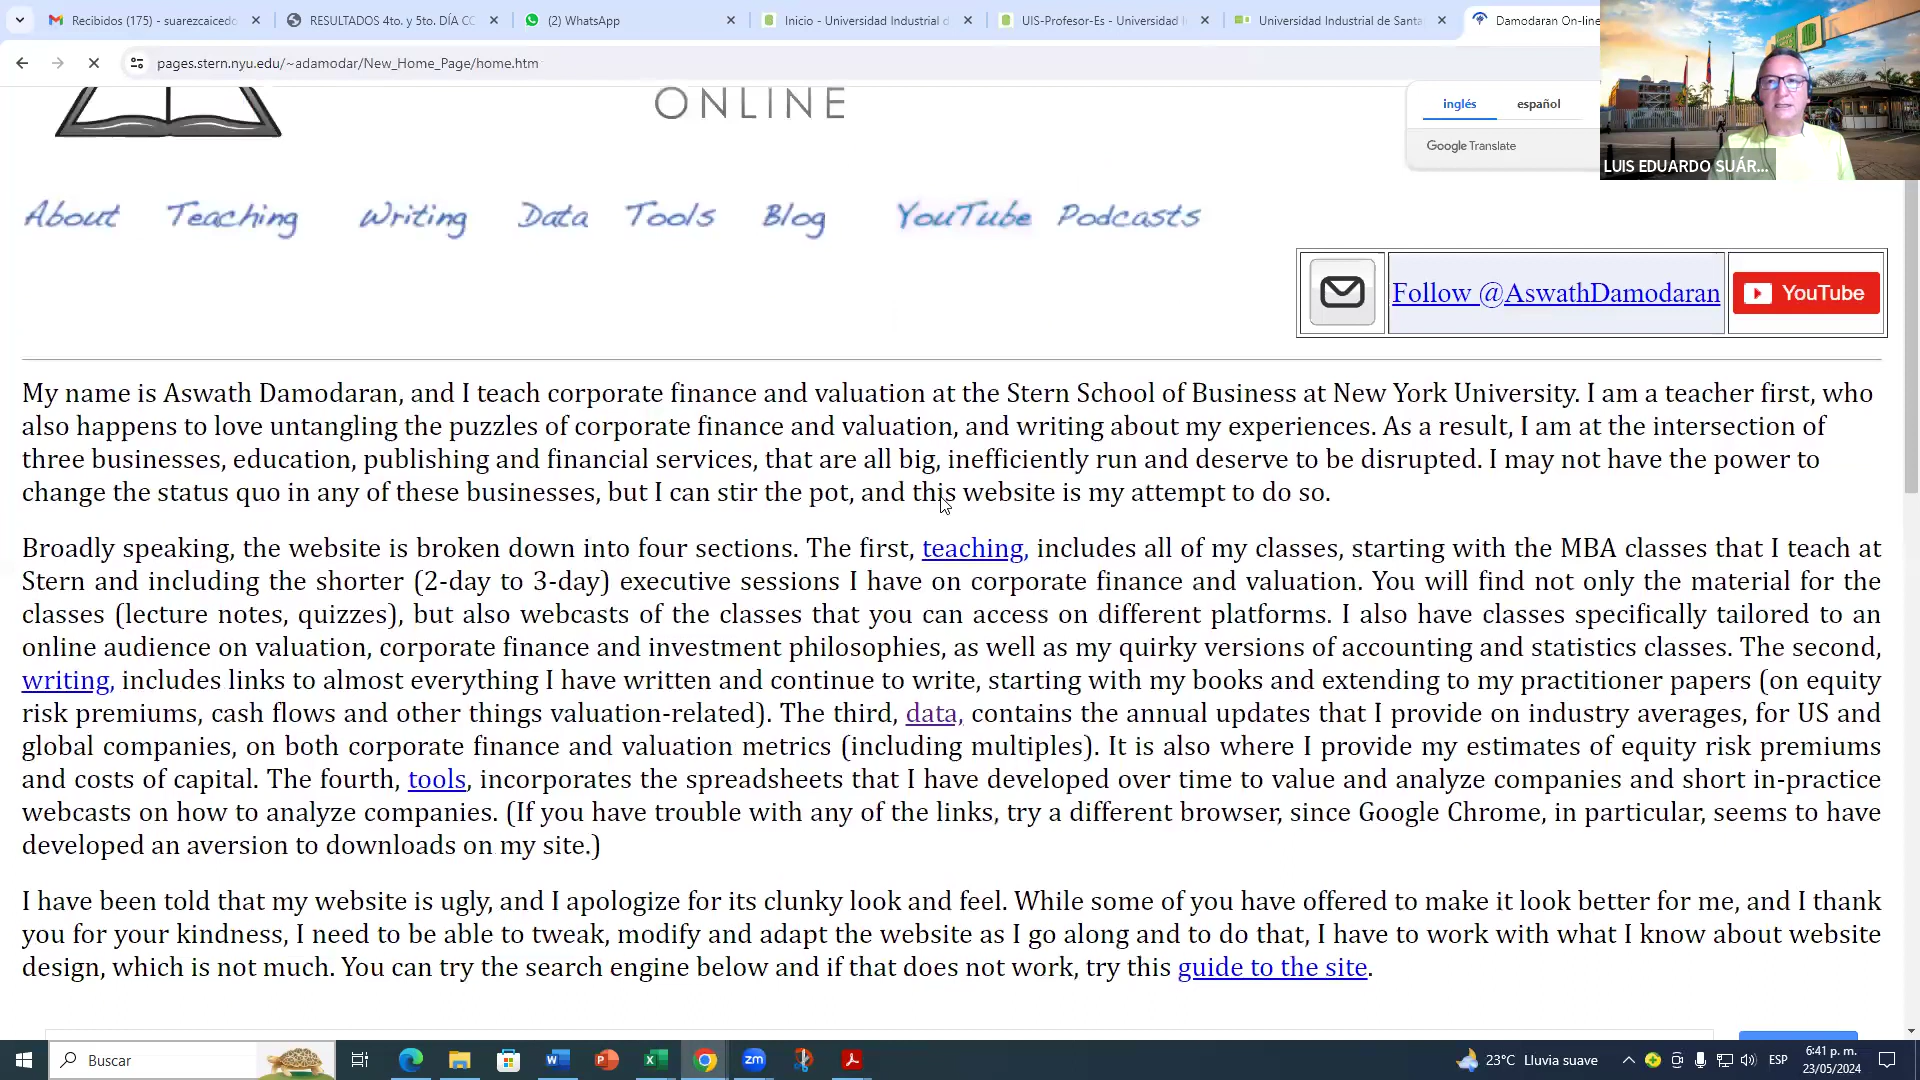 Recibidos (175) - suarezcaicedo
RESULTADOS 4to. y 5to. DÍA CC
(2) WhatsApp
Inicio - Universidad Industrial d
UIS-Profesor-Es - Universidad I
Universidad Industrial de Santa
Damodaran On-line
pages.stern.nyu.edu/~adamodar/New_Home_Page/home.htm
ONLINE
inglés español
Google Translate
LUIS EDUARDO SUÁR...
About Teaching Writing Data Tools Blog YouTube Podcasts
Follow @AswathDamodaran
YouTube
My name is Aswath Damodaran, and I teach corporate finance and valuation at the Stern School of Business at New York University. I am a teacher first, who
also happens to love untangling the puzzles of corporate finance and valuation, and writing about my experiences. As a result, I am at the intersection of
three businesses, education, publishing and financial services, that are all big, inefficiently run and deserve to be disrupted. I may not have the power to
change the status quo in any of these businesses, but I can stir the pot, and this website is my attempt to do so.
Broadly speaking, the website is broken down into four sections. The first, teaching, includes all of my classes, starting with the MBA classes that I teach at
Stern and including the shorter (2-day to 3-day) executive sessions I have on corporate finance and valuation. You will find not only the material for the
classes (lecture notes, quizzes), but also webcasts of the classes that you can access on different platforms. I also have classes specifically tailored to an
online audience on valuation, corporate finance and investment philosophies, as well as my quirky versions of accounting and statistics classes. The second,
writing, includes links to almost everything I have written and continue to write, starting with my books and extending to my practitioner papers (on equity
risk premiums, cash flows and other things valuation-related). The third, data, contains the annual updates that I provide on industry averages, for US and
global companies, on both corporate finance and valuation metrics (including multiples). It is also where I provide my estimates of equity risk premiums
and costs of capital. The fourth, tools, incorporates the spreadsheets that I have developed over time to value and analyze companies and short in-practice
webcasts on how to analyze companies. (If you have trouble with any of the links, try a different browser, since Google Chrome, in particular, seems to have
developed an aversion to downloads on my site.)
I have been told that my website is ugly, and I apologize for its clunky look and feel. While some of you have offered to make it look better for me, and I thank
you for your kindness, I need to be able to tweak, modify and adapt the website as I go along and to do that, I have to work with what I know about website
design, which is not much. You can try the search engine below and if that does not work, try this guide to the site.
Buscar
23°C Lluvia suave
ESP
6:41 p. m.
23/05/2024